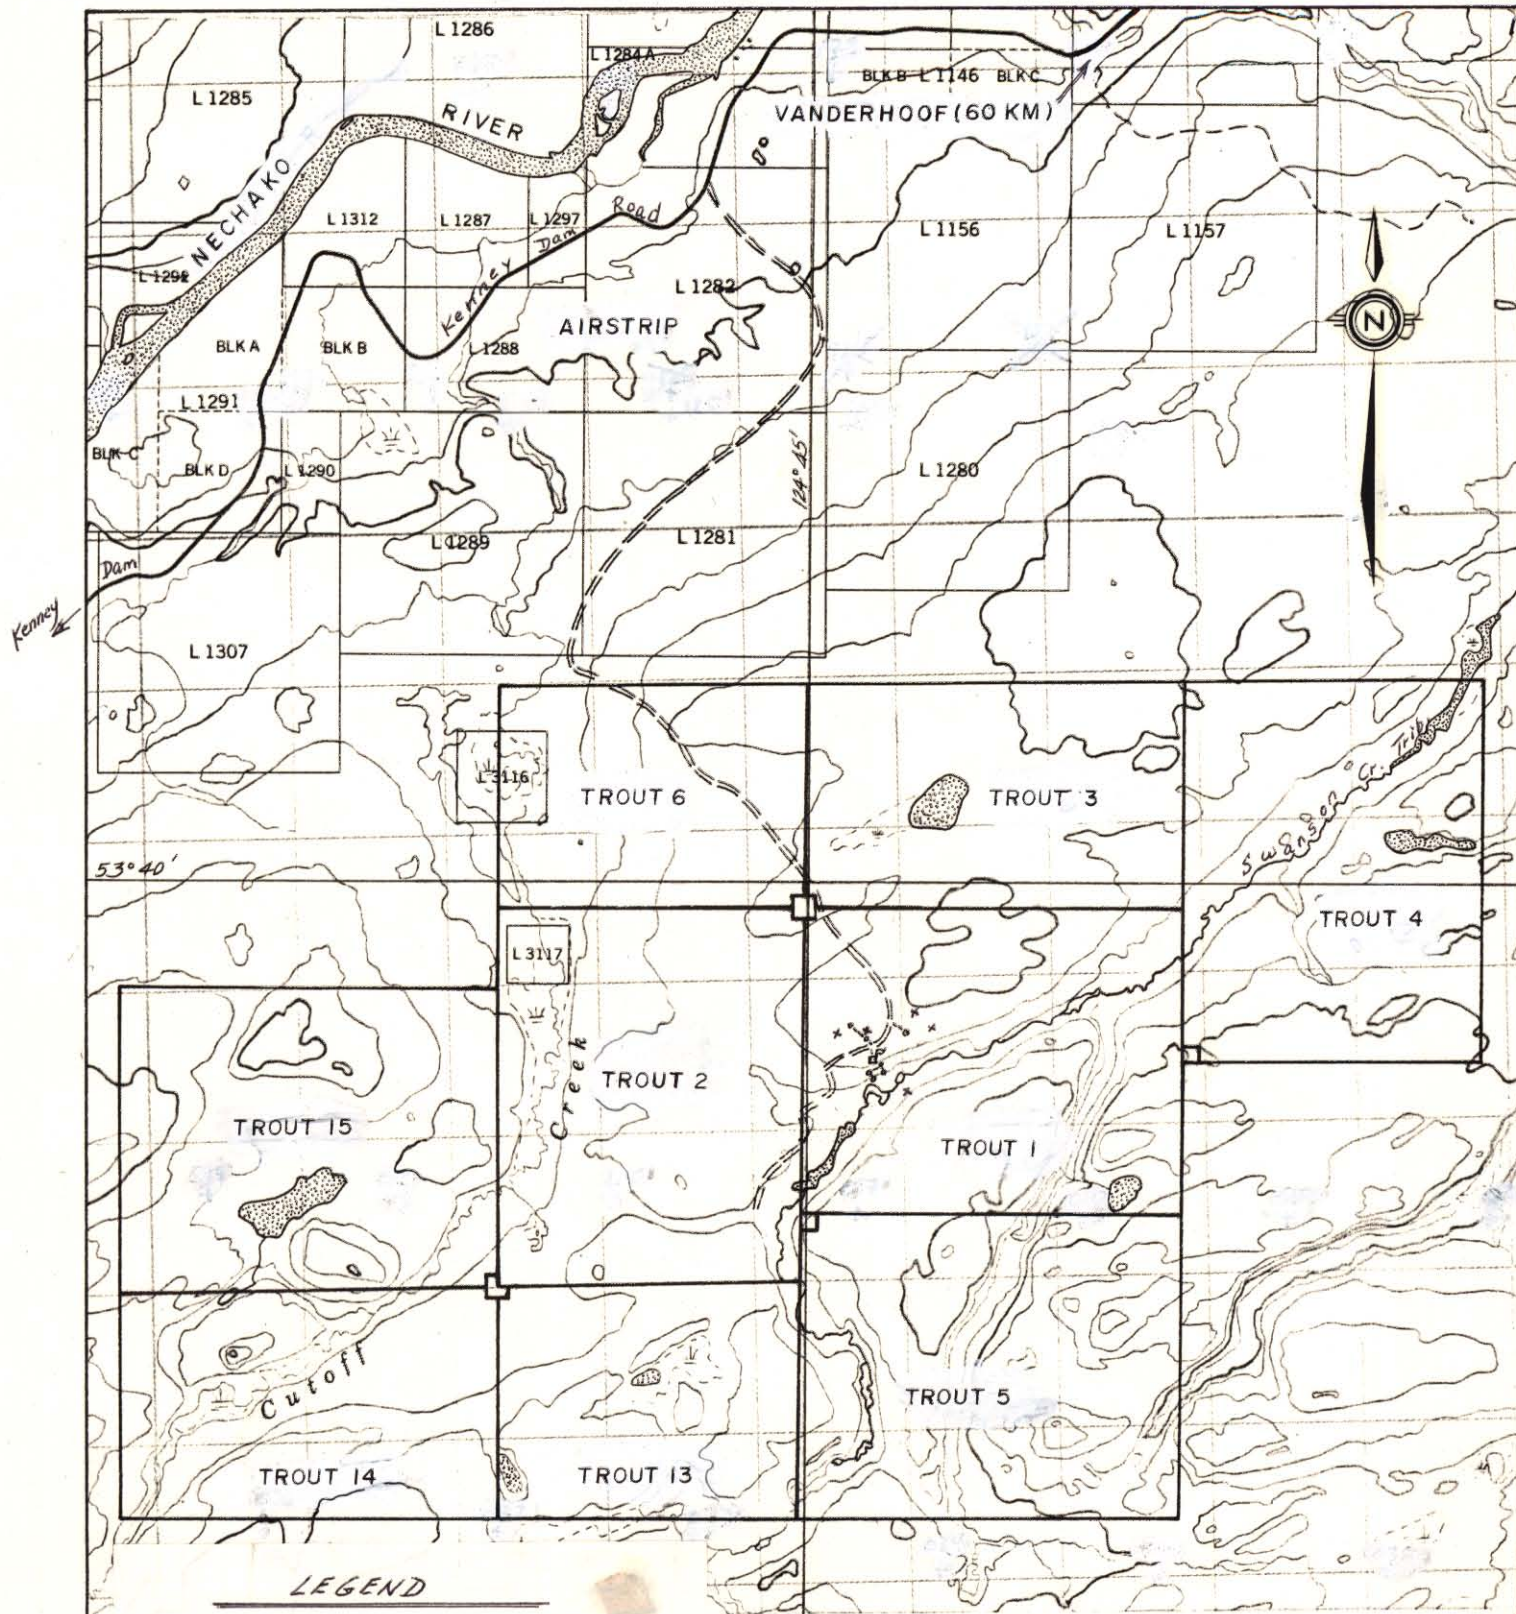 L 1286
L 1284A
L 1285
BLK B L 1146 BLK C
VANDERHOOF (60 KM)
NECHAKO RIVER
L 1312
L 1287
L 1297
Kenney Dam Road
L 1156
L 1157
L 1292
L 1282
N
AIRSTRIP
BLK A
BLK B
L 1288
L 1291
BLK C
BLK D
L 1290
L 1280
124° 45'
L 1289
L 1281
Dam
Kenney
L 1307
L 3116
TROUT 6
TROUT 3
Swanson Cr. Trib.
53° 40'
TROUT 4
L 3117
Creek
TROUT 2
TROUT 15
TROUT 1
Cutoff
TROUT 5
TROUT 14
TROUT 13
LEGEND